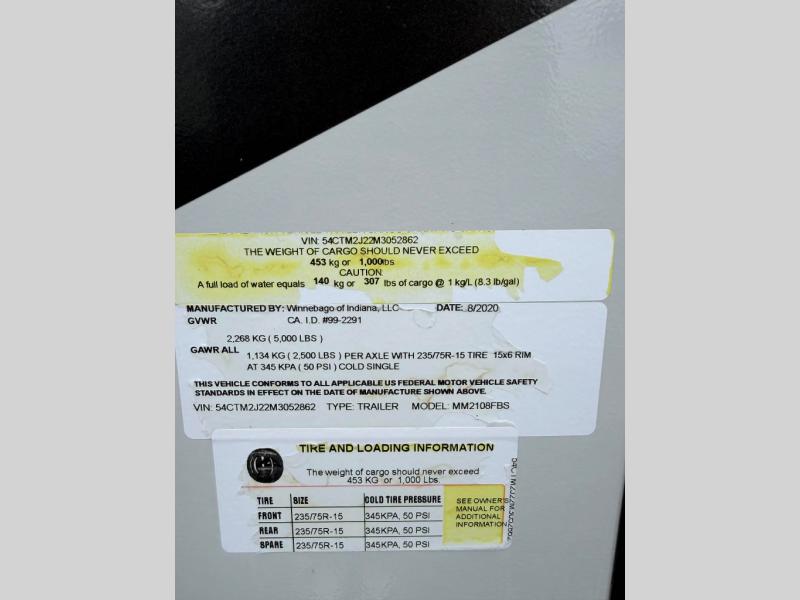 VIN: 54CTM2J22M3052862
THE WEIGHT OF CARGO SHOULD NEVER EXCEED
453 kg or 1,000lbs
CAUTION:
A full load of water equals 140 kg or 307 lbs of cargo @ 1 kg/L (8.3 lb/gal)
MANUFACTURED BY: Winnebago of Indiana, LLC DATE: 8/2020
GVWR CA. I.D. #99-2291
2,268 KG ( 5,000 LBS )
GAWR ALL 1,134 KG ( 2,500 LBS ) PER AXLE WITH 235/75R-15 TIRE 15x6 RIM
AT 345 KPA ( 50 PSI ) COLD SINGLE
THIS VEHICLE CONFORMS TO ALL APPLICABLE US FEDERAL MOTOR VEHICLE SAFETY
STANDARDS IN EFFECT ON THE DATE OF MANUFACTURE SHOWN ABOVE.
VIN: 54CTM2J22M3052862 TYPE: TRAILER MODEL: MM2108FBS
TIRE AND LOADING INFORMATION
The weight of cargo should never exceed
453 KG or 1,000 Lbs.
TIRE SIZE COLD TIRE PRESSURE
FRONT 235/75R-15 345KPA, 50 PSI
REAR 235/75R-15 345KPA, 50 PSI
SPARE 235/75R-15 345KPA, 50 PSI
SEE OWNER'S
MANUAL FOR
ADDITIONAL
INFORMATION